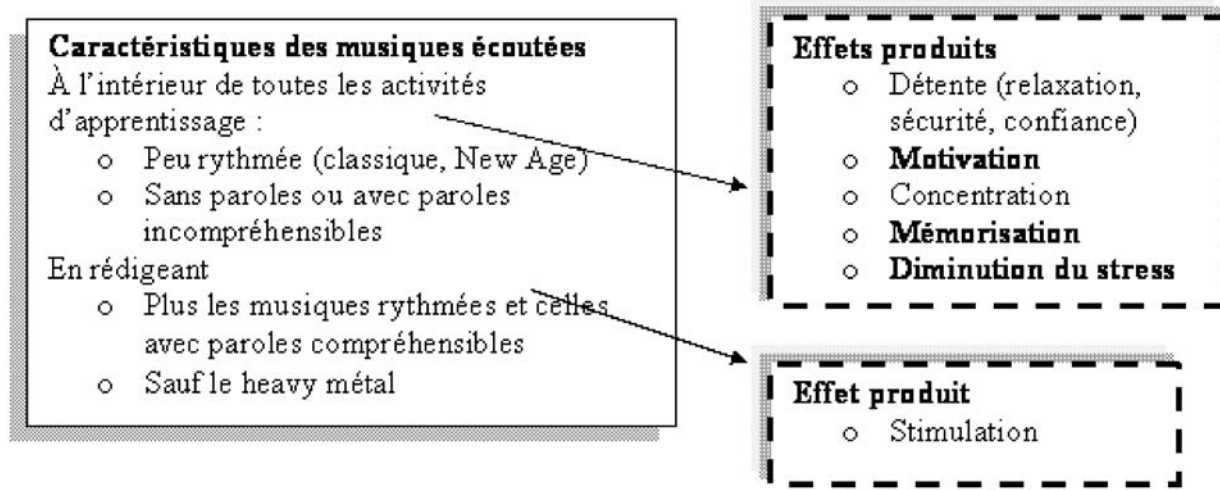 Caractéristiques des musiques écoutées
À l'intérieur de toutes les activités
d'apprentissage :
o Peu rythmée (classique, New Age)
o Sans paroles ou avec paroles
incompréhensibles
En rédigeant
o Plus les musiques rythmées et celles
avec paroles compréhensibles
o Sauf le heavy métal
Effets produits
o Détente (relaxation,
sécurité, confiance)
o Motivation
o Concentration
o Mémorisation
o Diminution du stress
Effet produit
o Stimulation